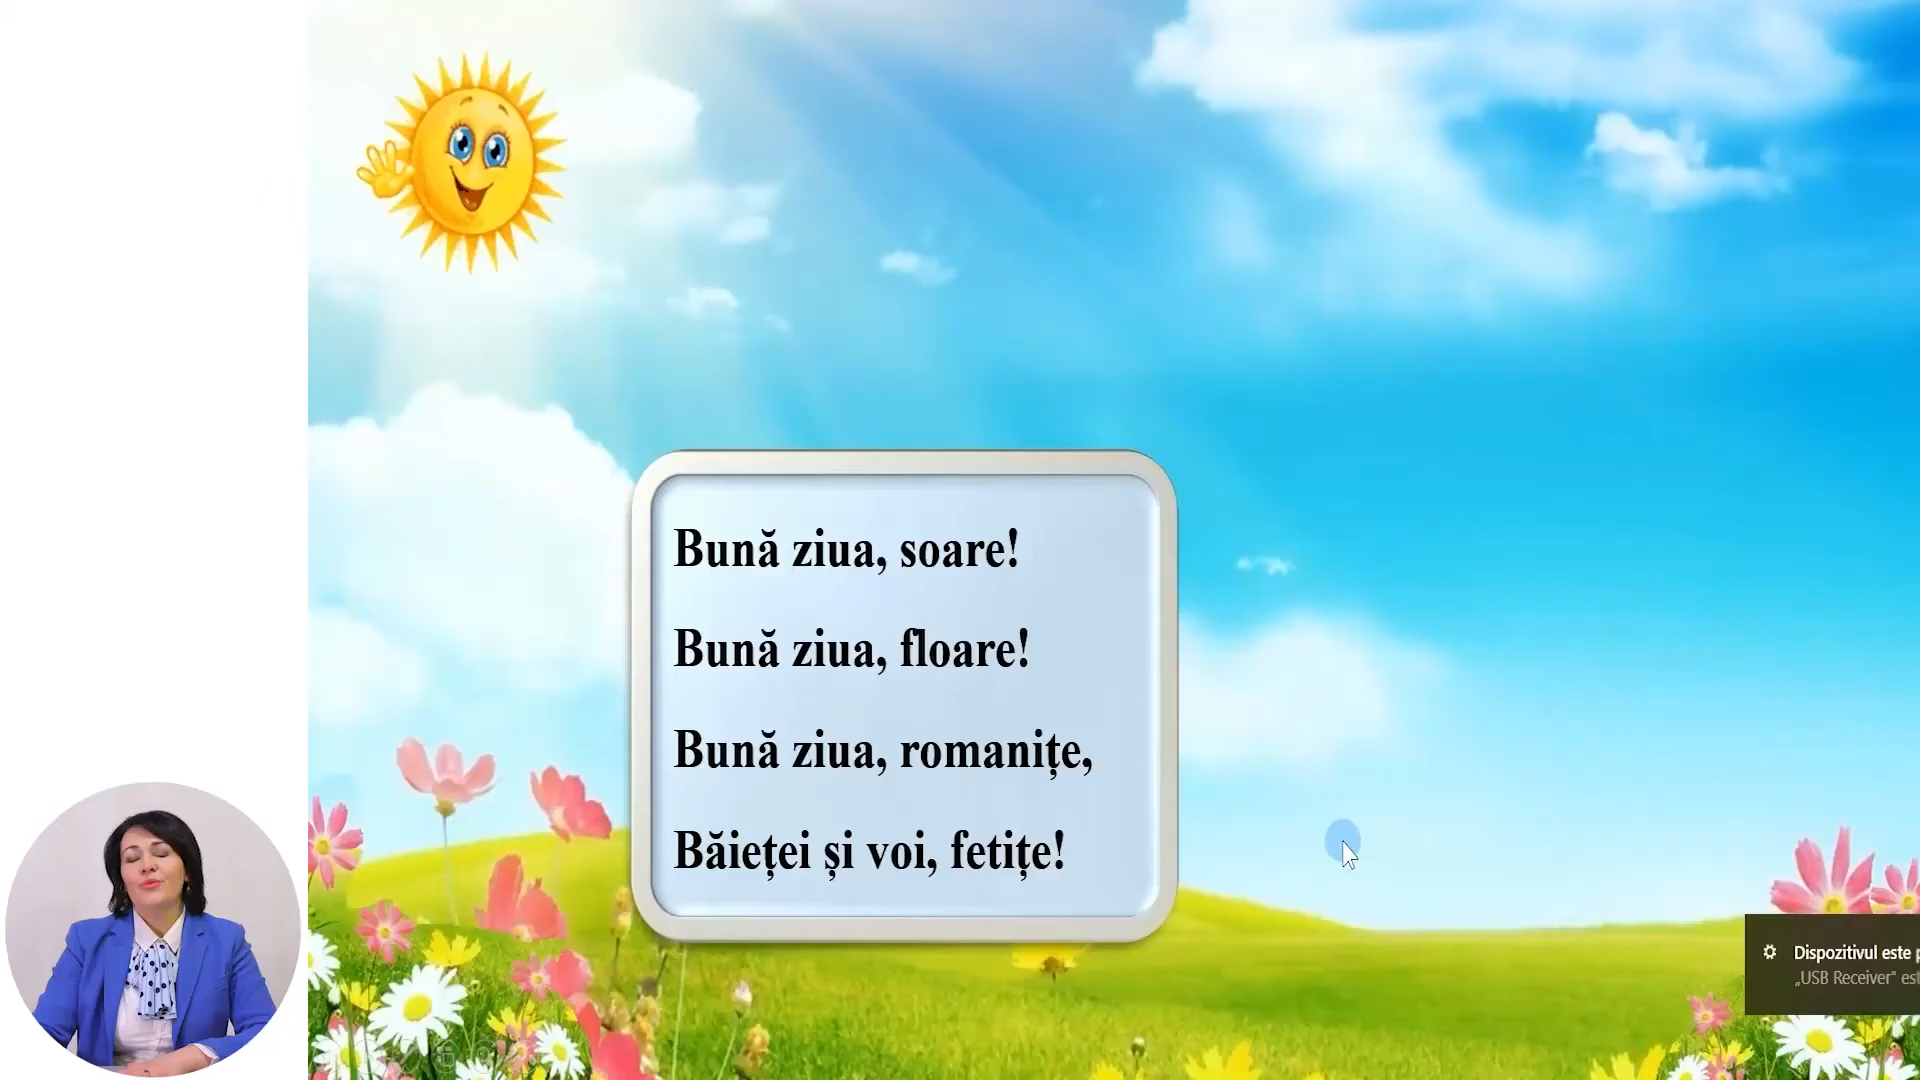 Bună ziua, soare!
Bună ziua, floare!
Bună ziua, romanițe,
Băieței și voi, fetițe!
Dispozitivul este
„USB Receiver”